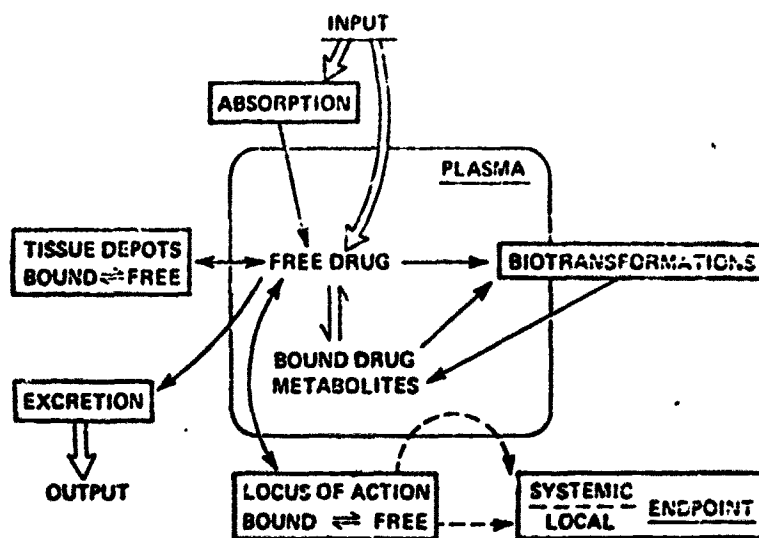 INPUT
ABSORPTION
PLASMA
TISSUE DEPOTS
BOUND ⇌ FREE
FREE DRUG
BIOTRANSFORMATIONS
BOUND DRUG
METABOLITES
EXCRETION
OUTPUT
LOCUS OF ACTION
BOUND ⇌ FREE
SYSTEMIC
LOCAL
ENDPOINT